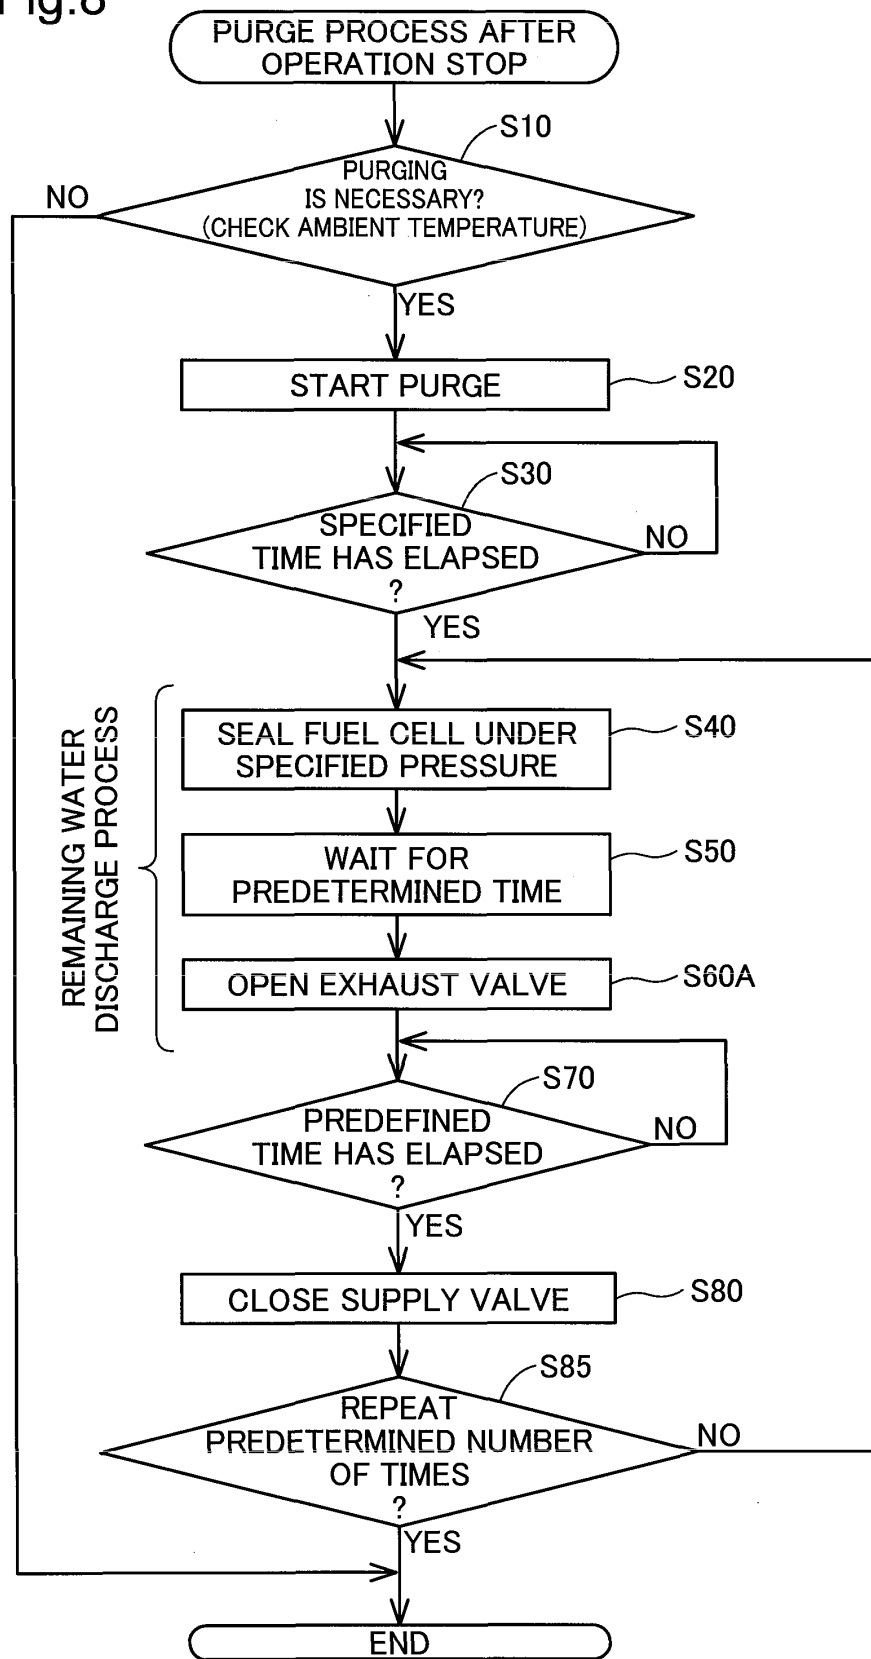 Fig.8
PURGE PROCESS AFTER
OPERATION STOP
S10
PURGING
IS NECESSARY?
(CHECK AMBIENT TEMPERATURE)
NO
YES
START PURGE
S20
S30
SPECIFIED
TIME HAS ELAPSED
?
NO
YES
REMAINING WATER
DISCHARGE PROCESS
SEAL FUEL CELL UNDER
SPECIFIED PRESSURE
S40
WAIT FOR
PREDETERMINED TIME
S50
OPEN EXHAUST VALVE
S60A
S70
PREDEFINED
TIME HAS ELAPSED
?
NO
YES
CLOSE SUPPLY VALVE
S80
S85
REPEAT
PREDETERMINED NUMBER
OF TIMES
?
NO
YES
END